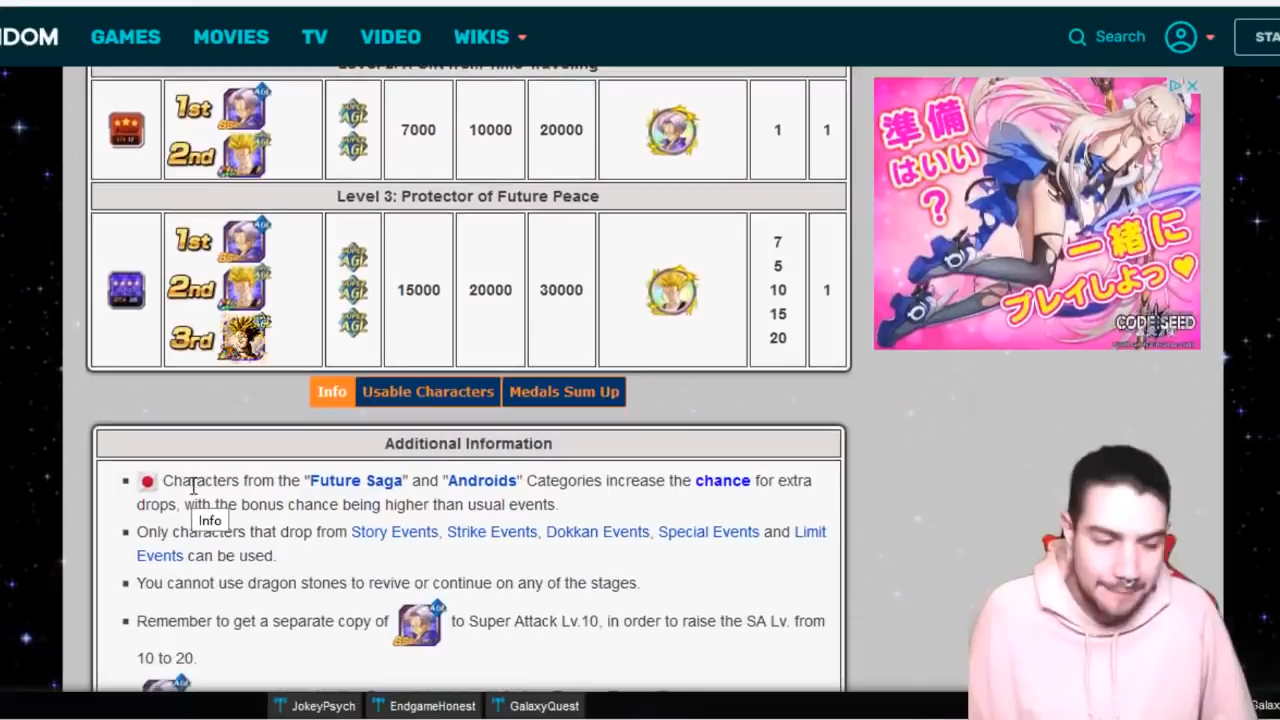 DOM GAMES MOVIES TV VIDEO WIKIS Search STA
1st 7000 10000 20000 1 1
2nd
Level 3: Protector of Future Peace
1st 15000 20000 30000 7 1
2nd 5
3rd 10
15
20
準備
はいい
?
一緒に
プレイしよっ♥
CODE:SEED
Info Usable Characters Medals Sum Up
Additional Information
Characters from the "Future Saga" and "Androids" Categories increase the chance for extra
drops, with the bonus chance being higher than usual events.
Info
Only characters that drop from Story Events, Strike Events, Dokkan Events, Special Events and Limit
Events can be used.
You cannot use dragon stones to revive or continue on any of the stages.
Remember to get a separate copy of to Super Attack Lv.10, in order to raise the SA Lv. from
10 to 20.
JokeyPsych EndgameHonest GalaxyQuest Galax